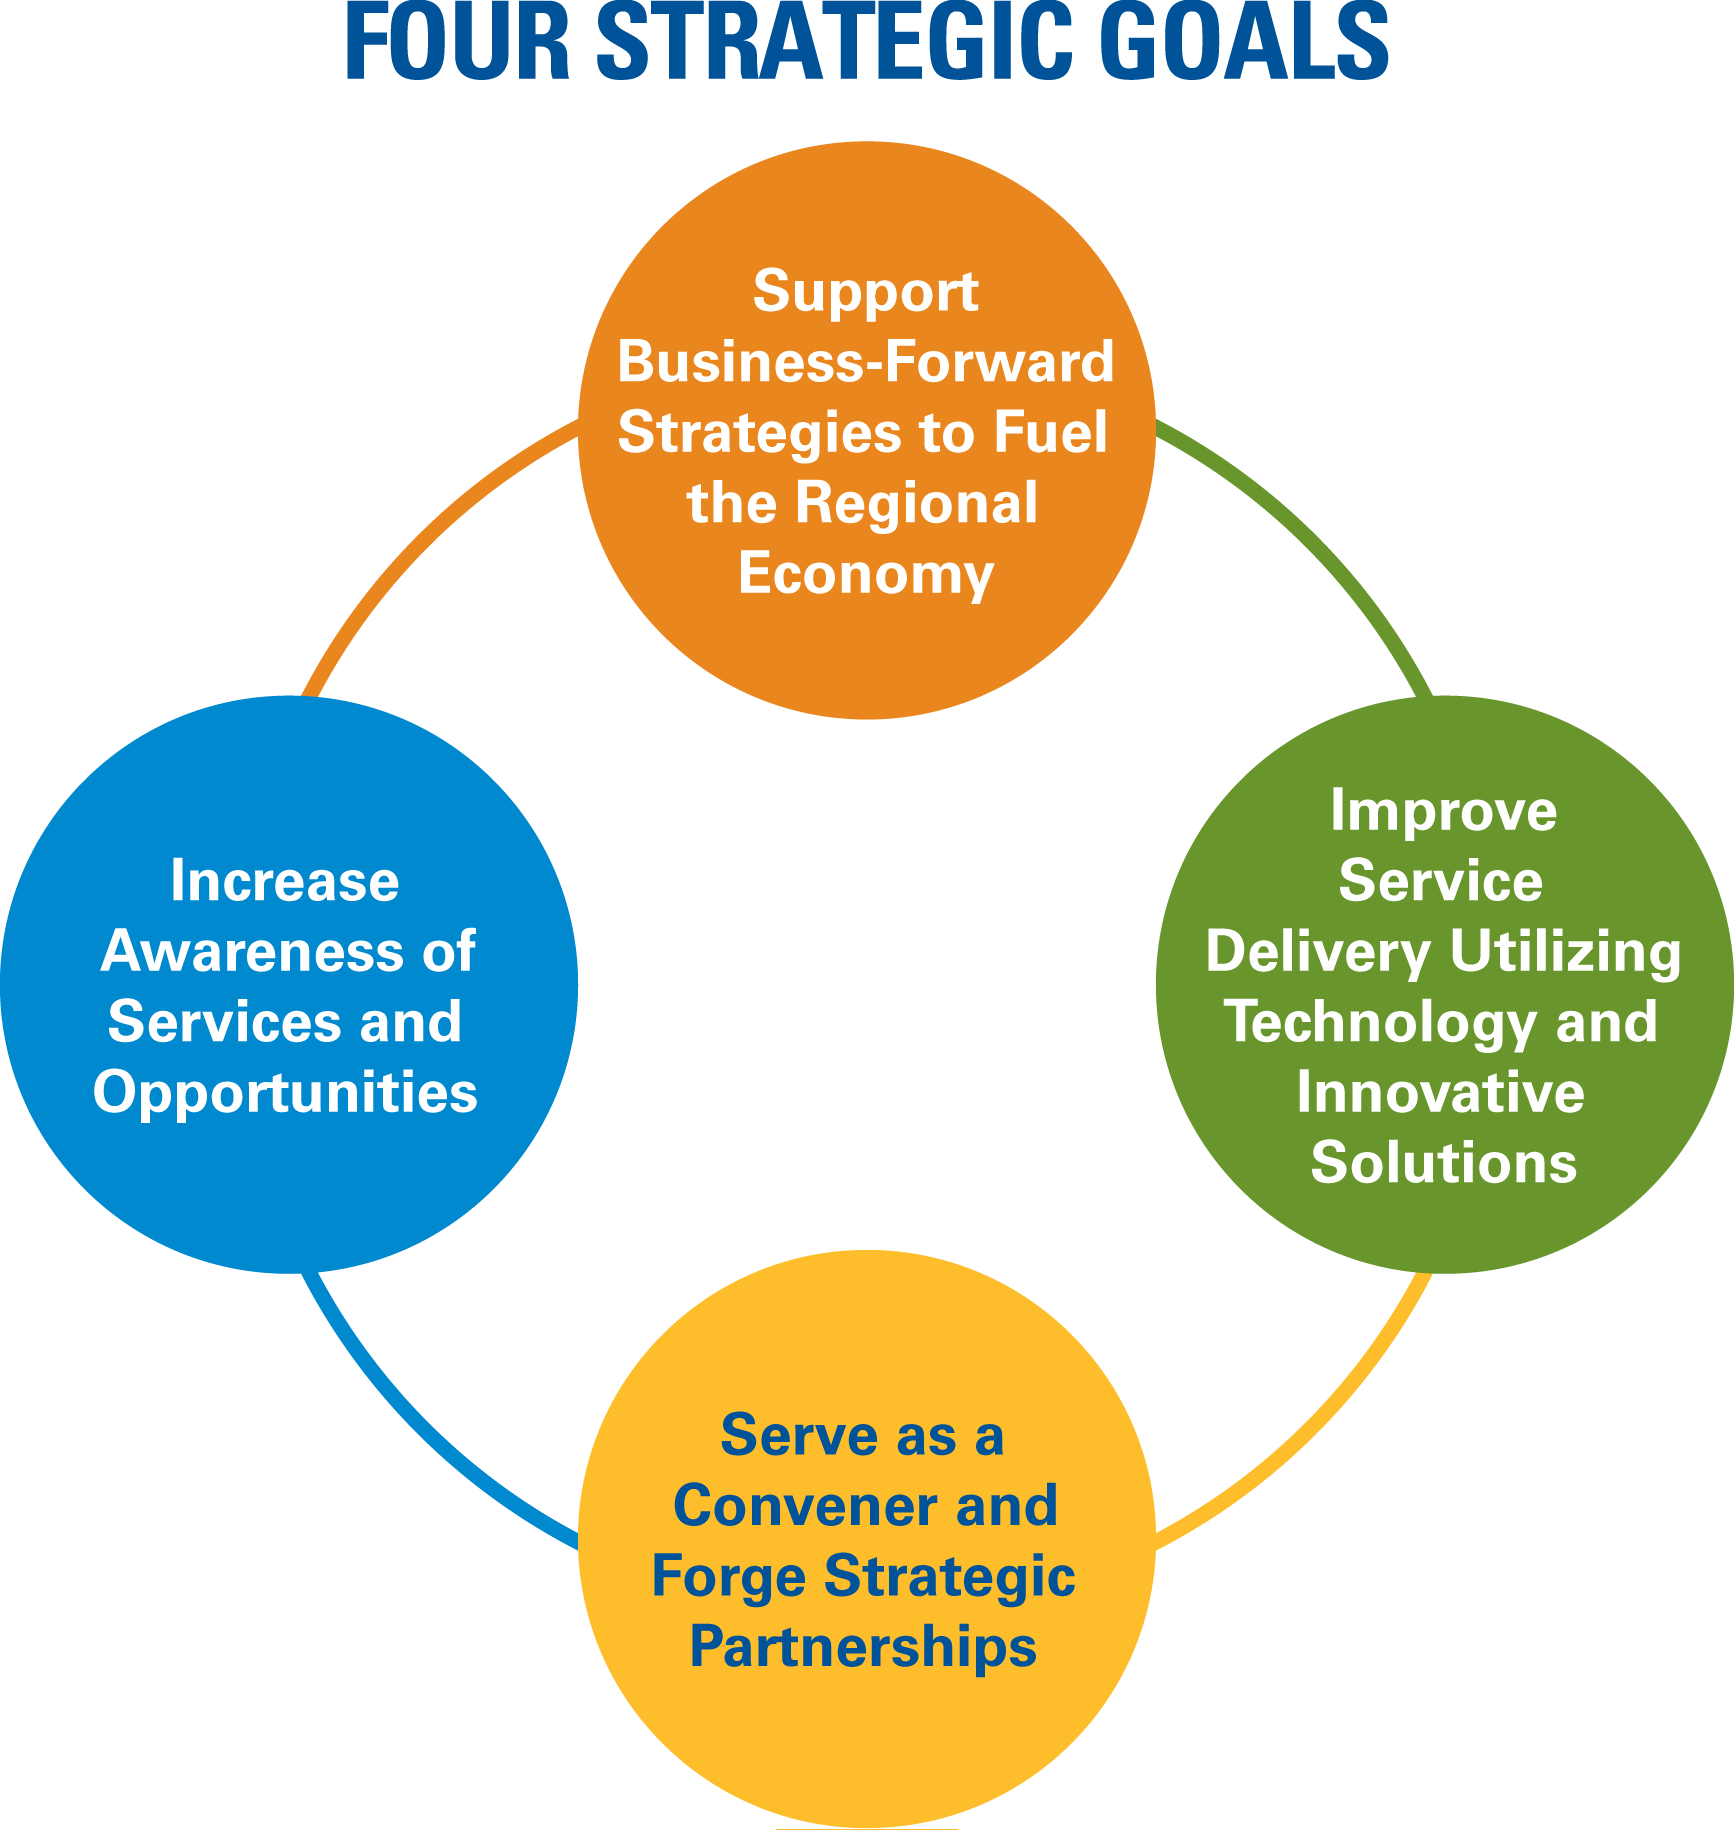 FOUR STRATEGIC GOALS
Support
Business-Forward
Strategies to Fuel
the Regional
Economy
Improve
Service
Delivery Utilizing
Technology and
Innovative
Solutions
Increase
Awareness of
Services and
Opportunities
Serve as a
Convener and
Forge Strategic
Partnerships